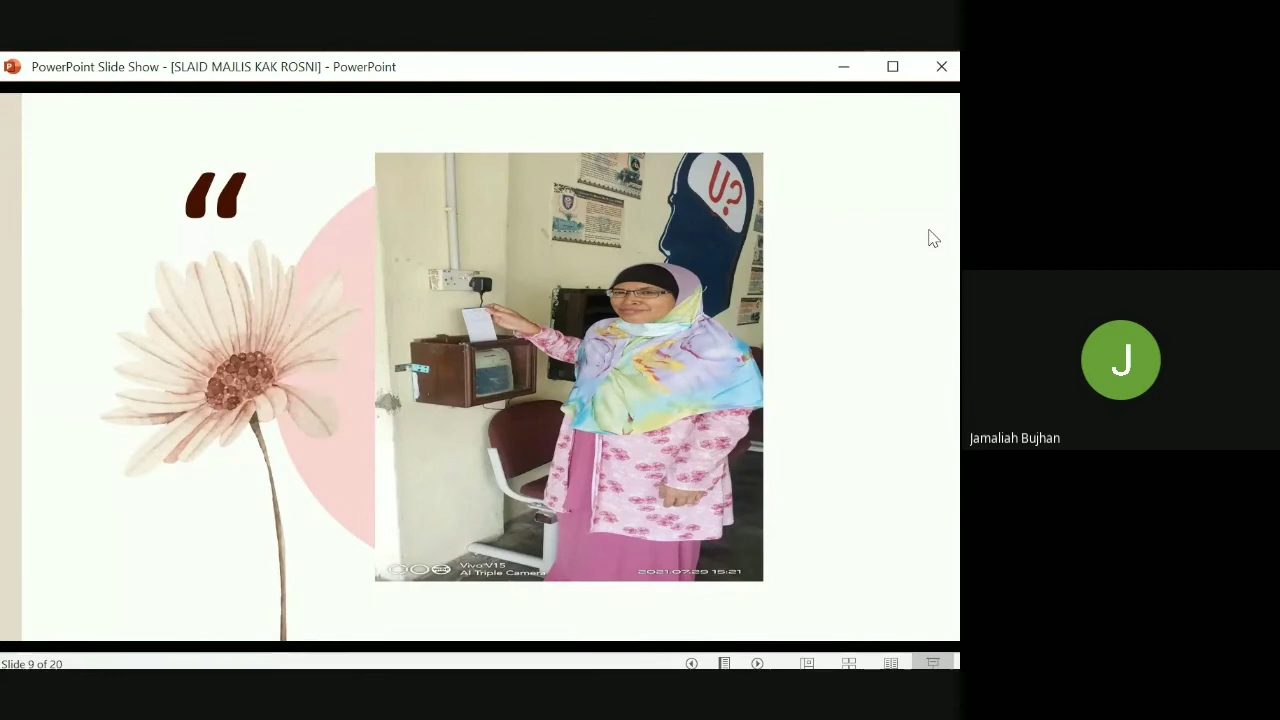 PowerPoint Slide Show - [SLAID MAJLIS KAK ROSNI] - PowerPoint
“
U?
Vivo V15
AI Triple Camera
2021.07.29 15:21
J
Jamaliah Bujhan
Slide 9 of 20